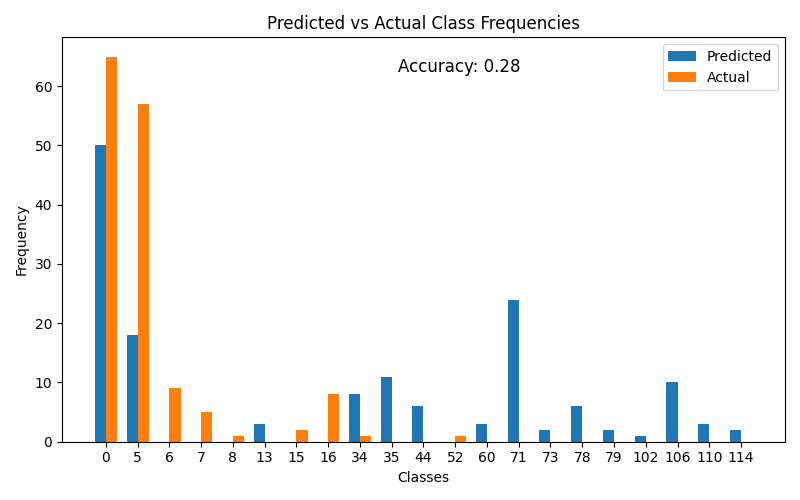 Predicted vs Actual Class Frequencies
Accuracy: 0.28
Predicted
Actual
Frequency
60
50
40
30
20
10
0
0 5 6 7 8 13 15 16 34 35 44 52 60 71 73 78 79 102 106 110 114
Classes